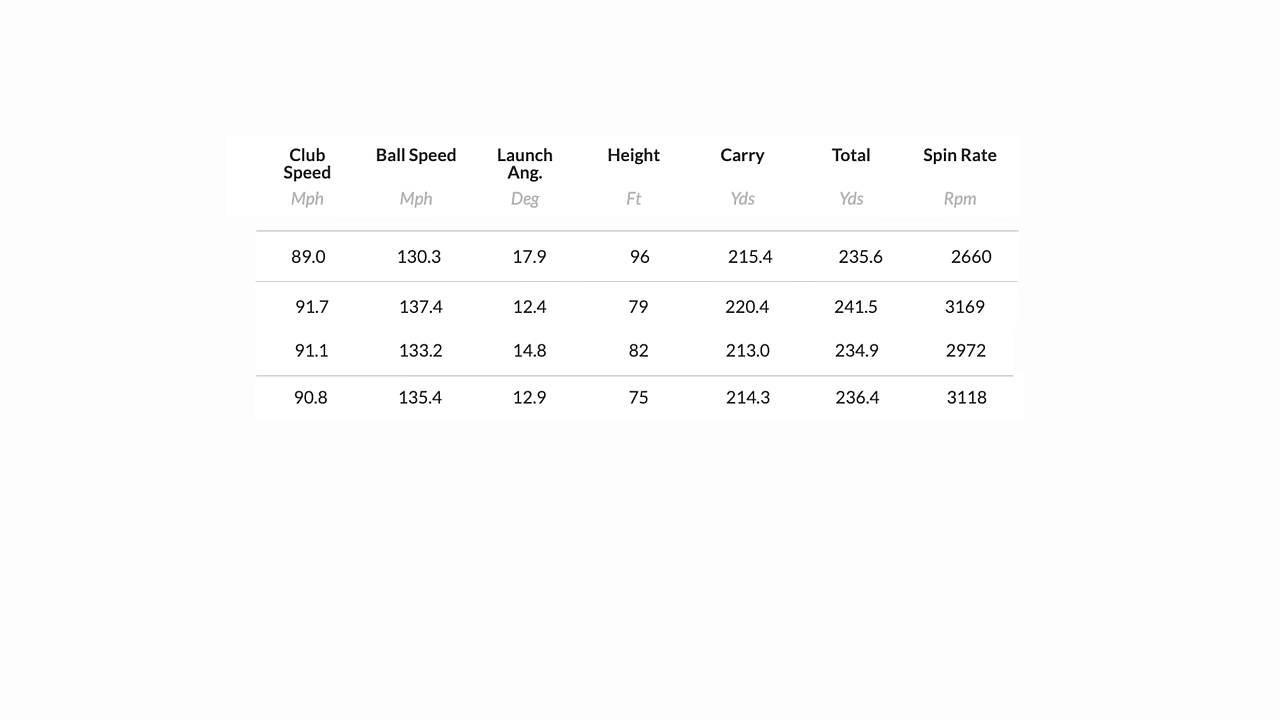 Club Speed Ball Speed Launch Ang. Height Carry Total Spin Rate
Mph Mph Deg Ft Yds Yds Rpm
89.0 130.3 17.9 96 215.4 235.6 2660
91.7 137.4 12.4 79 220.4 241.5 3169
91.1 133.2 14.8 82 213.0 234.9 2972
90.8 135.4 12.9 75 214.3 236.4 3118